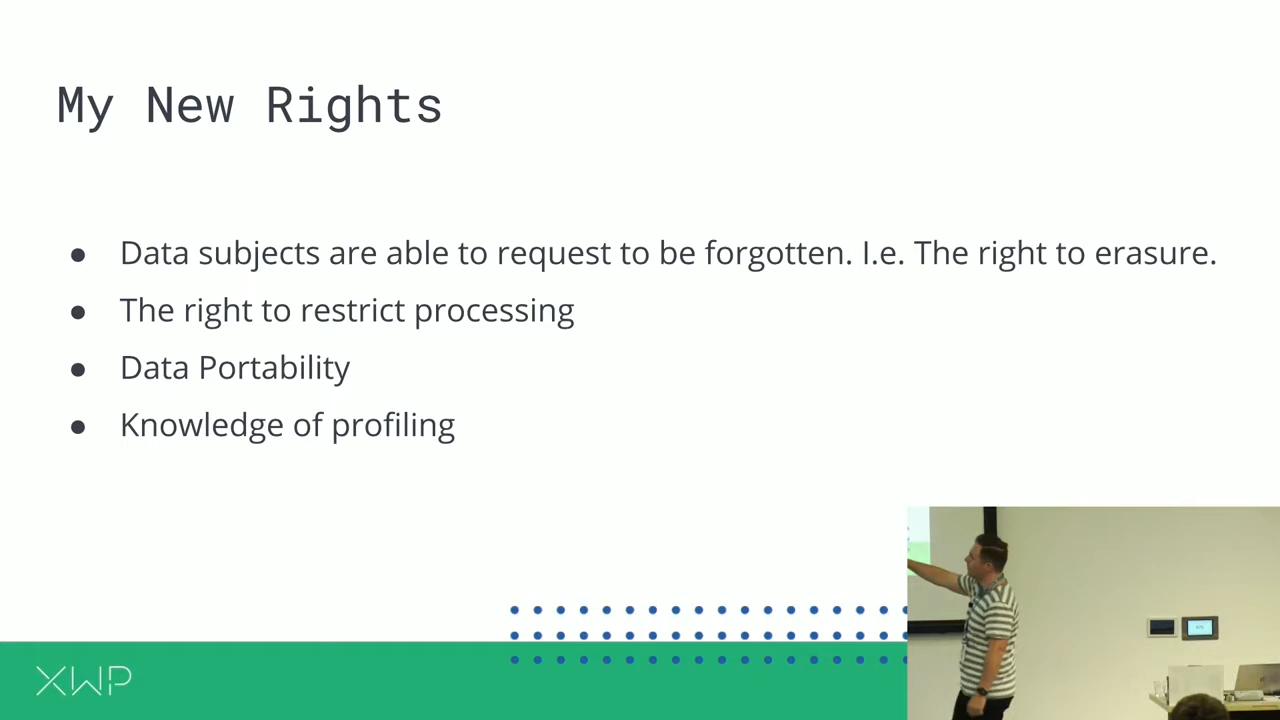 My New Rights
● Data subjects are able to request to be forgotten. I.e. The right to erasure.
● The right to restrict processing
● Data Portability
● Knowledge of profiling
XWP